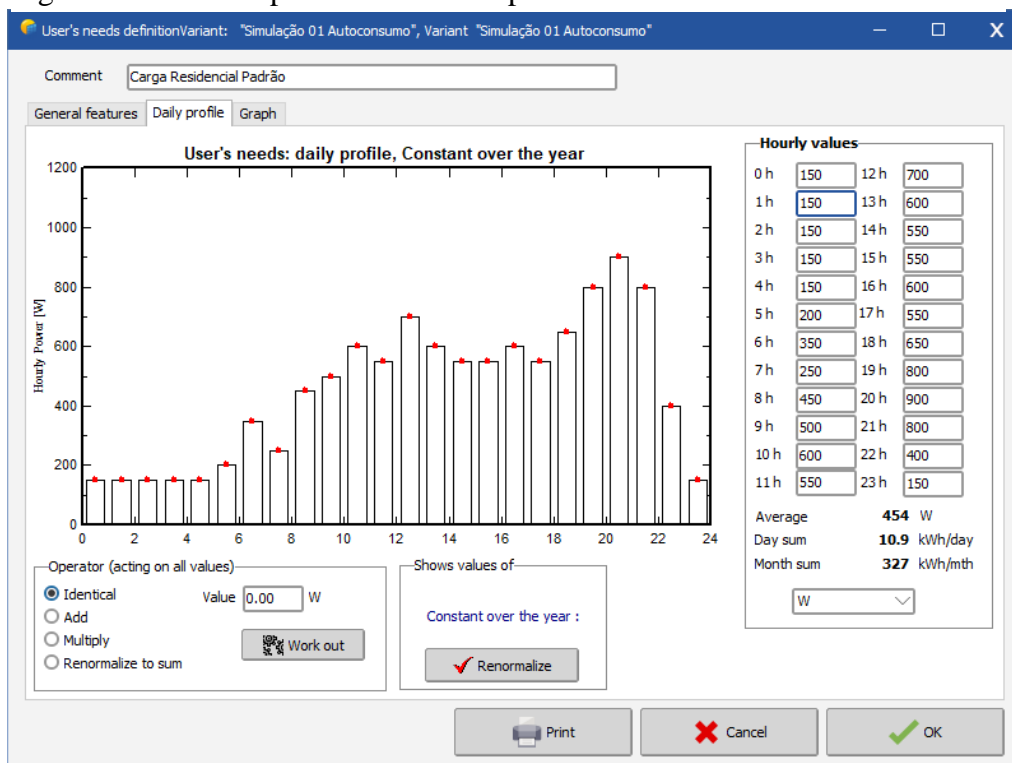 User's needs definitionVariant: "Simulação 01 Autoconsumo", Variant "Simulação 01 Autoconsumo"
Comment Carga Residencial Padrão
General features Daily profile Graph
User's needs: daily profile, Constant over the year
Hourly Power [W]
1200
1000
800
600
400
200
0
0 2 4 6 8 10 12 14 16 18 20 22 24
Hourly values
0 h 150 12 h 700
1 h 150 13 h 600
2 h 150 14 h 550
3 h 150 15 h 550
4 h 150 16 h 600
5 h 200 17 h 550
6 h 350 18 h 650
7 h 250 19 h 800
8 h 450 20 h 900
9 h 500 21 h 800
10 h 600 22 h 400
11 h 550 23 h 150
Average 454 W
Day sum 10.9 kWh/day
Month sum 327 kWh/mth
W
Operator (acting on all values)
Identical Value 0.00 W
Add
Multiply
Renormalize to sum
Work out
Shows values of
Constant over the year :
Renormalize
Print Cancel OK